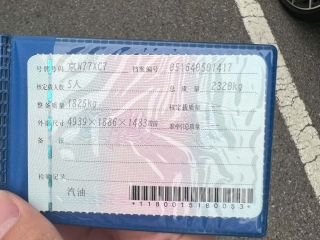 号牌号码 京N77XC7 档案编号 051640501417
核定载人数 5人 总质量 2320kg
整备质量 1825kg 核定载质量
外廓尺寸 4939×1886×1493mm 准牵引总质量
备注
检验记录
汽油
*1180015160053*